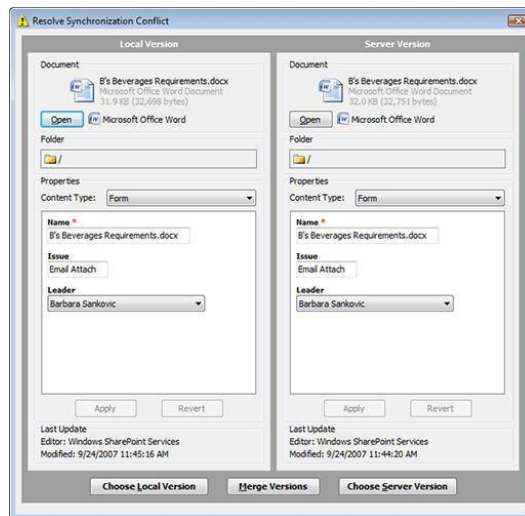 Resolve Synchronization Conflict
Local Version
Document
B's Beverages Requirements.docx
Microsoft Office Word Document
31.9 KB (32,698 bytes)
Open
Microsoft Office Word
Folder
/
Properties
Content Type:
Form
Name *
B's Beverages Requirements.docx
Issue
Email Attach
Leader
Barbara Sankovic
Apply
Revert
Last Update
Editor: Windows SharePoint Services
Modified: 9/24/2007 11:45:16 AM
Server Version
Document
B's Beverages Requirements.docx
Microsoft Office Word Document
32.0 KB (32,751 bytes)
Open
Microsoft Office Word
Folder
/
Properties
Content Type:
Form
Name *
B's Beverages Requirements.docx
Issue
Email Attach
Leader
Barbara Sankovic
Apply
Revert
Last Update
Editor: Windows SharePoint Services
Modified: 9/24/2007 11:44:20 AM
Choose Local Version
Merge Versions
Choose Server Version